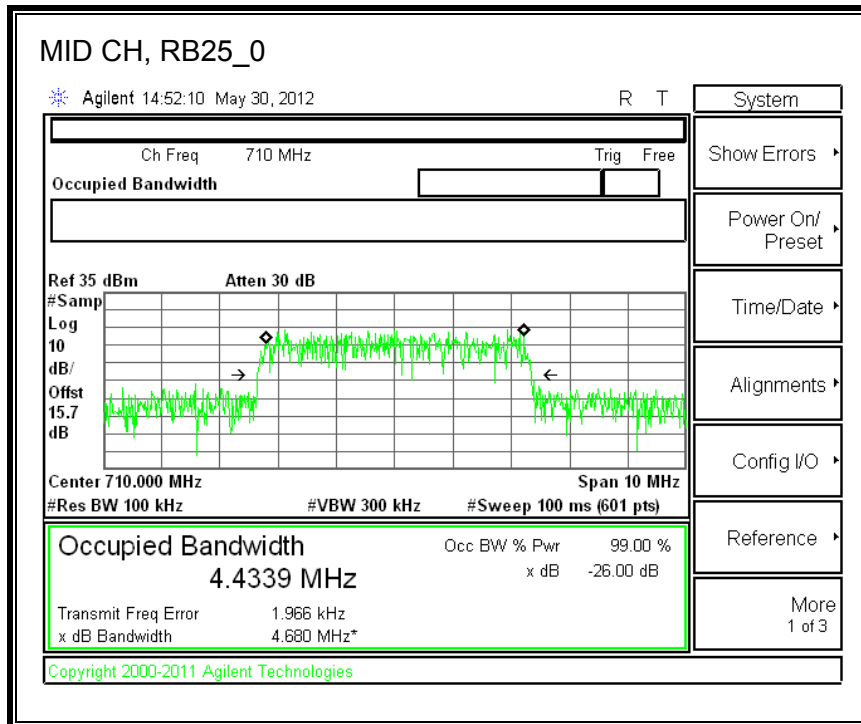 MID CH, RB25_0
Agilent 14:52:10 May 30, 2012 R T
Ch Freq 710 MHz Trig Free
Occupied Bandwidth
Ref 35 dBm Atten 30 dB
#Samp
Log
10
dB/
Offst
15.7
dB
Center 710.000 MHz Span 10 MHz
#Res BW 100 kHz #VBW 300 kHz #Sweep 100 ms (601 pts)
Occupied Bandwidth Occ BW % Pwr 99.00 %
4.4339 MHz x dB -26.00 dB
Transmit Freq Error 1.966 kHz
x dB Bandwidth 4.680 MHz*
Copyright 2000-2011 Agilent Technologies
System
Show Errors
Power On/
Preset
Time/Date
Alignments
Config I/O
Reference
More
1 of 3